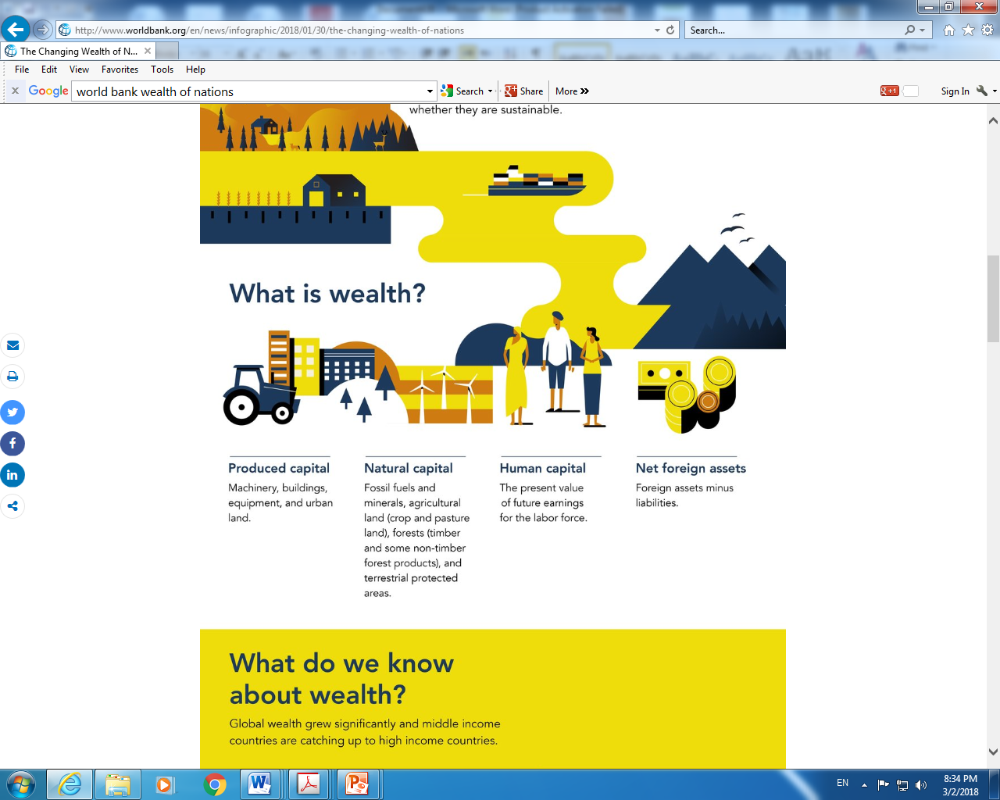 http://www.worldbank.org/en/news/infographic/2018/01/30/the-changing-wealth-of-nations
Search...
The Changing Wealth of N...
File Edit View Favorites Tools Help
x Google world bank wealth of nations Search Share More » +1 Sign In
whether they are sustainable.
What is wealth?
Produced capital
Machinery, buildings,
equipment, and urban
land.
Natural capital
Fossil fuels and
minerals, agricultural
land (crop and pasture
land), forests (timber
and some non-timber
forest products), and
terrestrial protected
areas.
Human capital
The present value
of future earnings
for the labor force.
Net foreign assets
Foreign assets minus
liabilities.
What do we know
about wealth?
Global wealth grew significantly and middle income
countries are catching up to high income countries.
EN
8:34 PM
3/2/2018